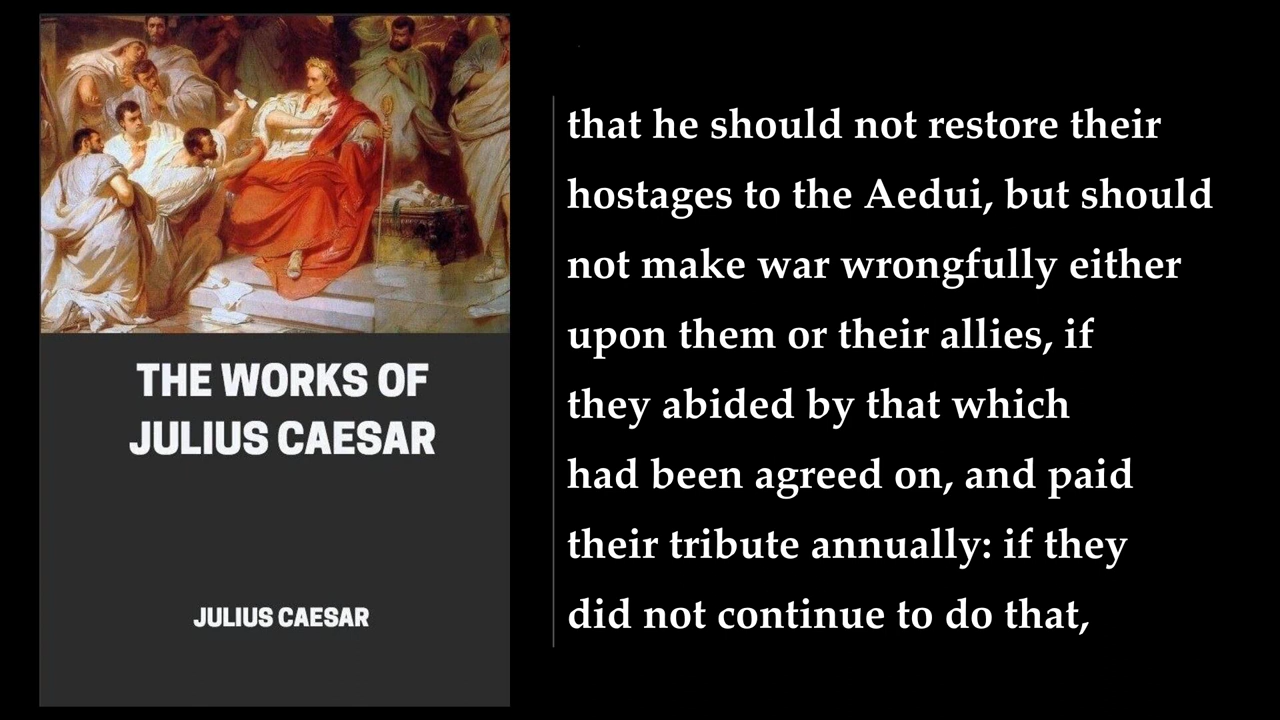 THE WORKS OF
JULIUS CAESAR
JULIUS CAESAR
that he should not restore their
hostages to the Aedui, but should
not make war wrongfully either
upon them or their allies, if
they abided by that which
had been agreed on, and paid
their tribute annually: if they
did not continue to do that,